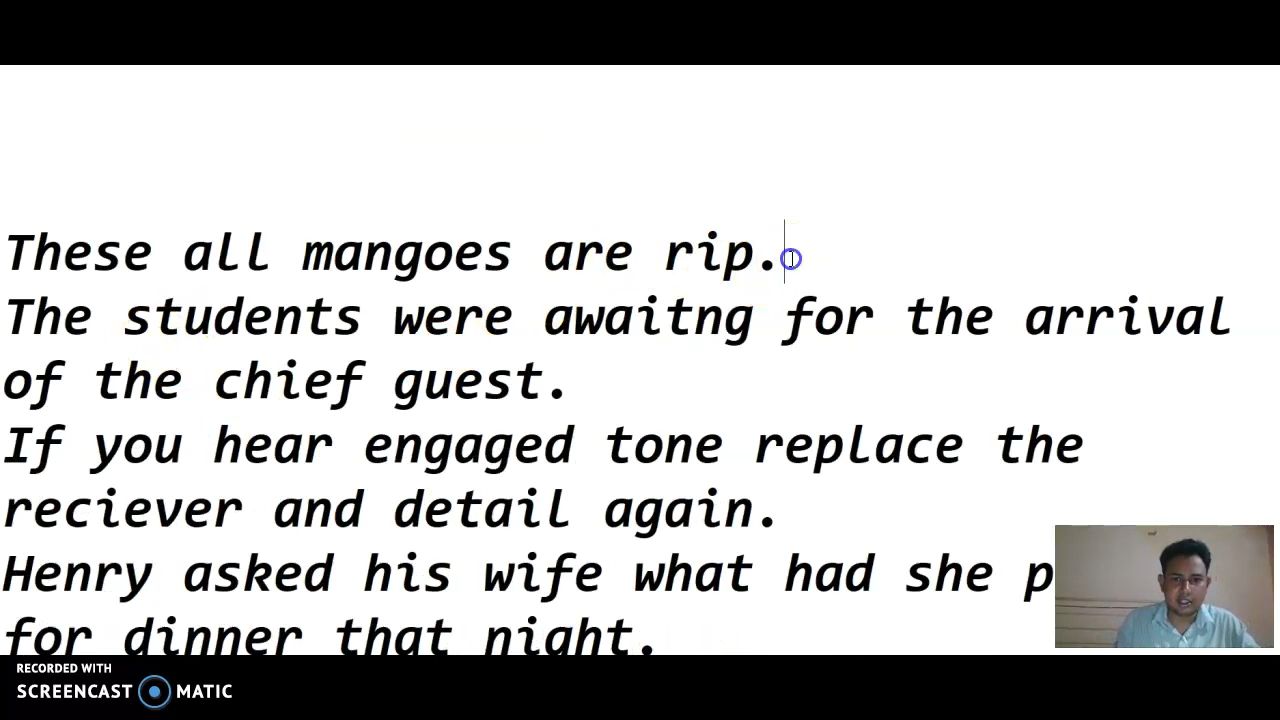 These all mangoes are rip.
The students were awaitng for the arrival
of the chief guest.
If you hear engaged tone replace the
reciever and detail again.
Henry asked his wife what had she
for dinner that night.
RECORDED WITH
SCREENCAST MATIC